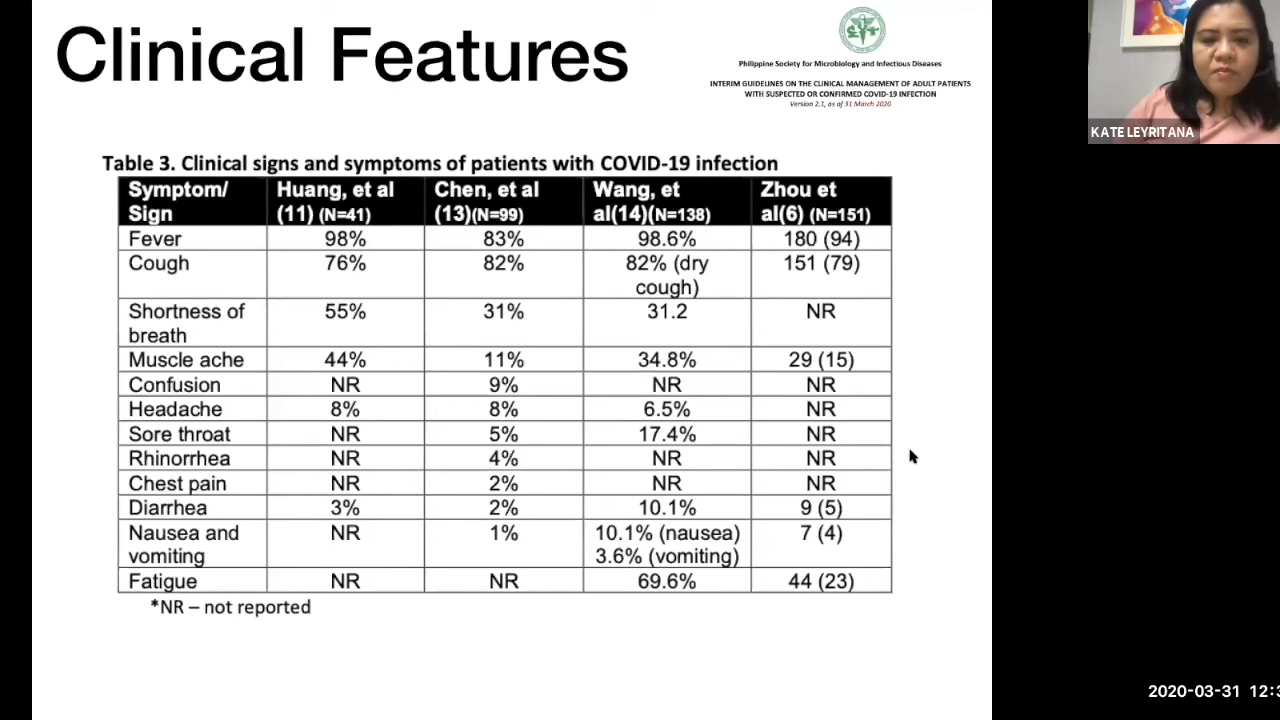 Clinical Features
Philippine Society for Microbiology and Infectious Diseases
INTERIM GUIDELINES ON THE CLINICAL MANAGEMENT OF ADULT PATIENTS
WITH SUSPECTED OR CONFIRMED COVID-19 INFECTION
Version 2.1, as of 31 March 2020
KATE LEYRITANA
Table 3. Clinical signs and symptoms of patients with COVID-19 infection
Symptom/ Huang, et al Chen, et al Wang, et Zhou et
Sign (11) (N=41) (13)(N=99) al(14)(N=138) al(6) (N=151)
Fever 98% 83% 98.6% 180 (94)
Cough 76% 82% 82% (dry 151 (79)
cough)
Shortness of 55% 31% 31.2 NR
breath
Muscle ache 44% 11% 34.8% 29 (15)
Confusion NR 9% NR NR
Headache 8% 8% 6.5% NR
Sore throat NR 5% 17.4% NR
Rhinorrhea NR 4% NR NR
Chest pain NR 2% NR NR
Diarrhea 3% 2% 10.1% 9 (5)
Nausea and NR 1% 10.1% (nausea) 7 (4)
vomiting 3.6% (vomiting)
Fatigue NR NR 69.6% 44 (23)
*NR – not reported
2020-03-31 12:3